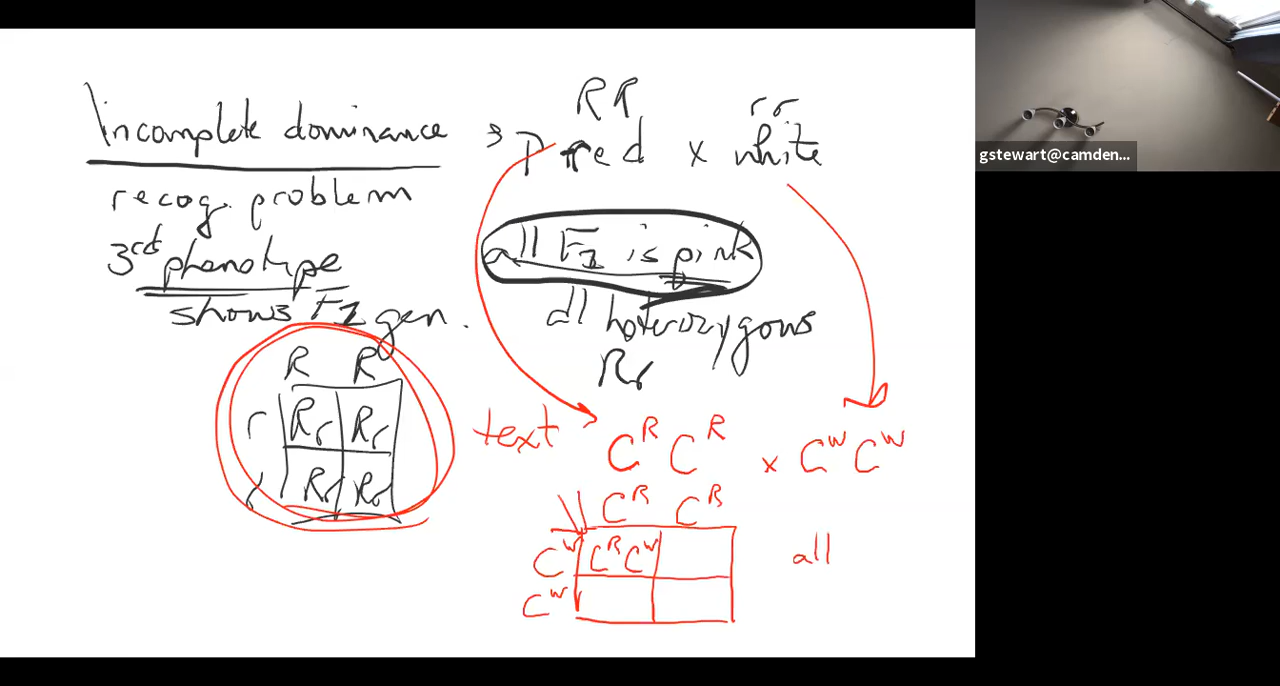 RR rr
Incomplete dominance P red x white
recog. problem
3rd phenotype all F1 is pink
shows F1 gen. all heterozygous
Rr
R R
r Rr Rr
r Rr Rr
text C^R C^R x C^W C^W
C^R C^R
C^W C^R C^W all
C^W
gstewart@camden...